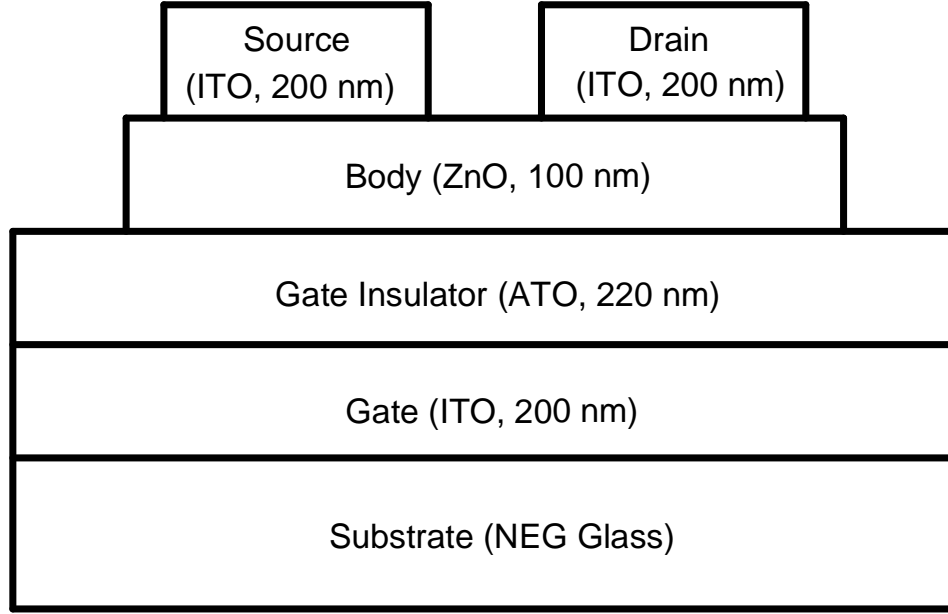 Source
(ITO, 200 nm)
Drain
(ITO, 200 nm)
Body (ZnO, 100 nm)
Gate Insulator (ATO, 220 nm)
Gate (ITO, 200 nm)
Substrate (NEG Glass)